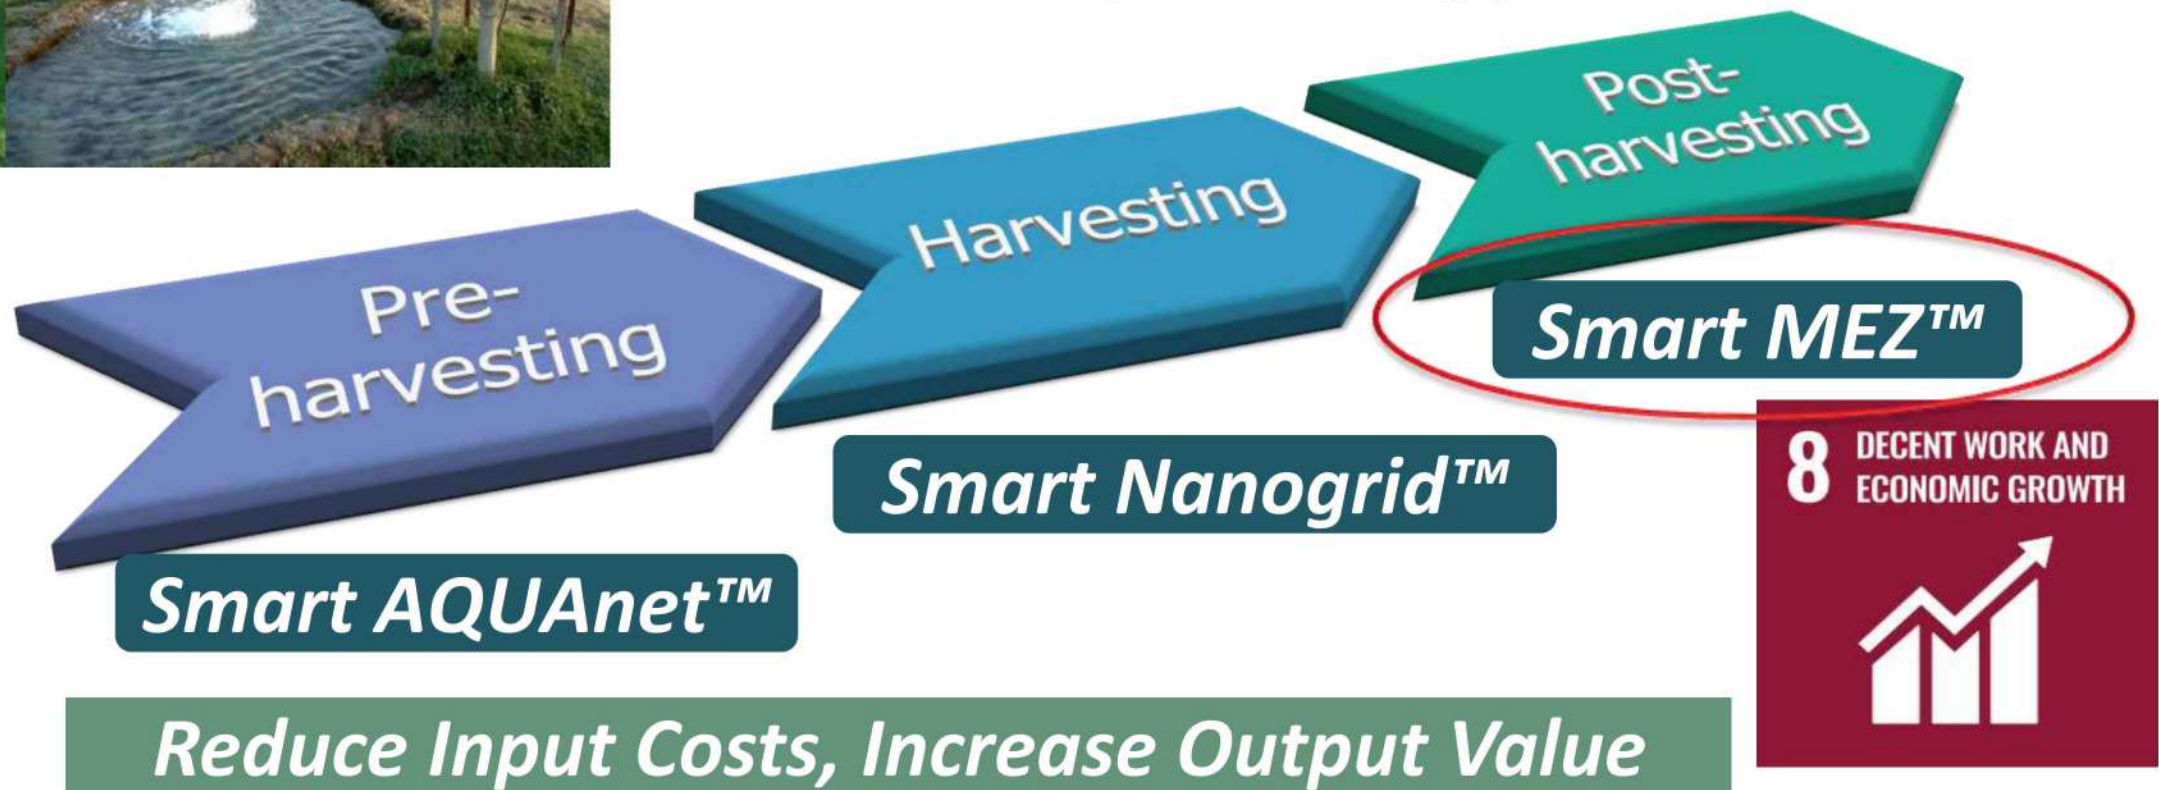 Post-
harvesting
Harvesting
Pre-
harvesting
Smart MEZ™
8 DECENT WORK AND
ECONOMIC GROWTH
Smart Nanogrid™
Smart AQUAnet™
Reduce Input Costs, Increase Output Value